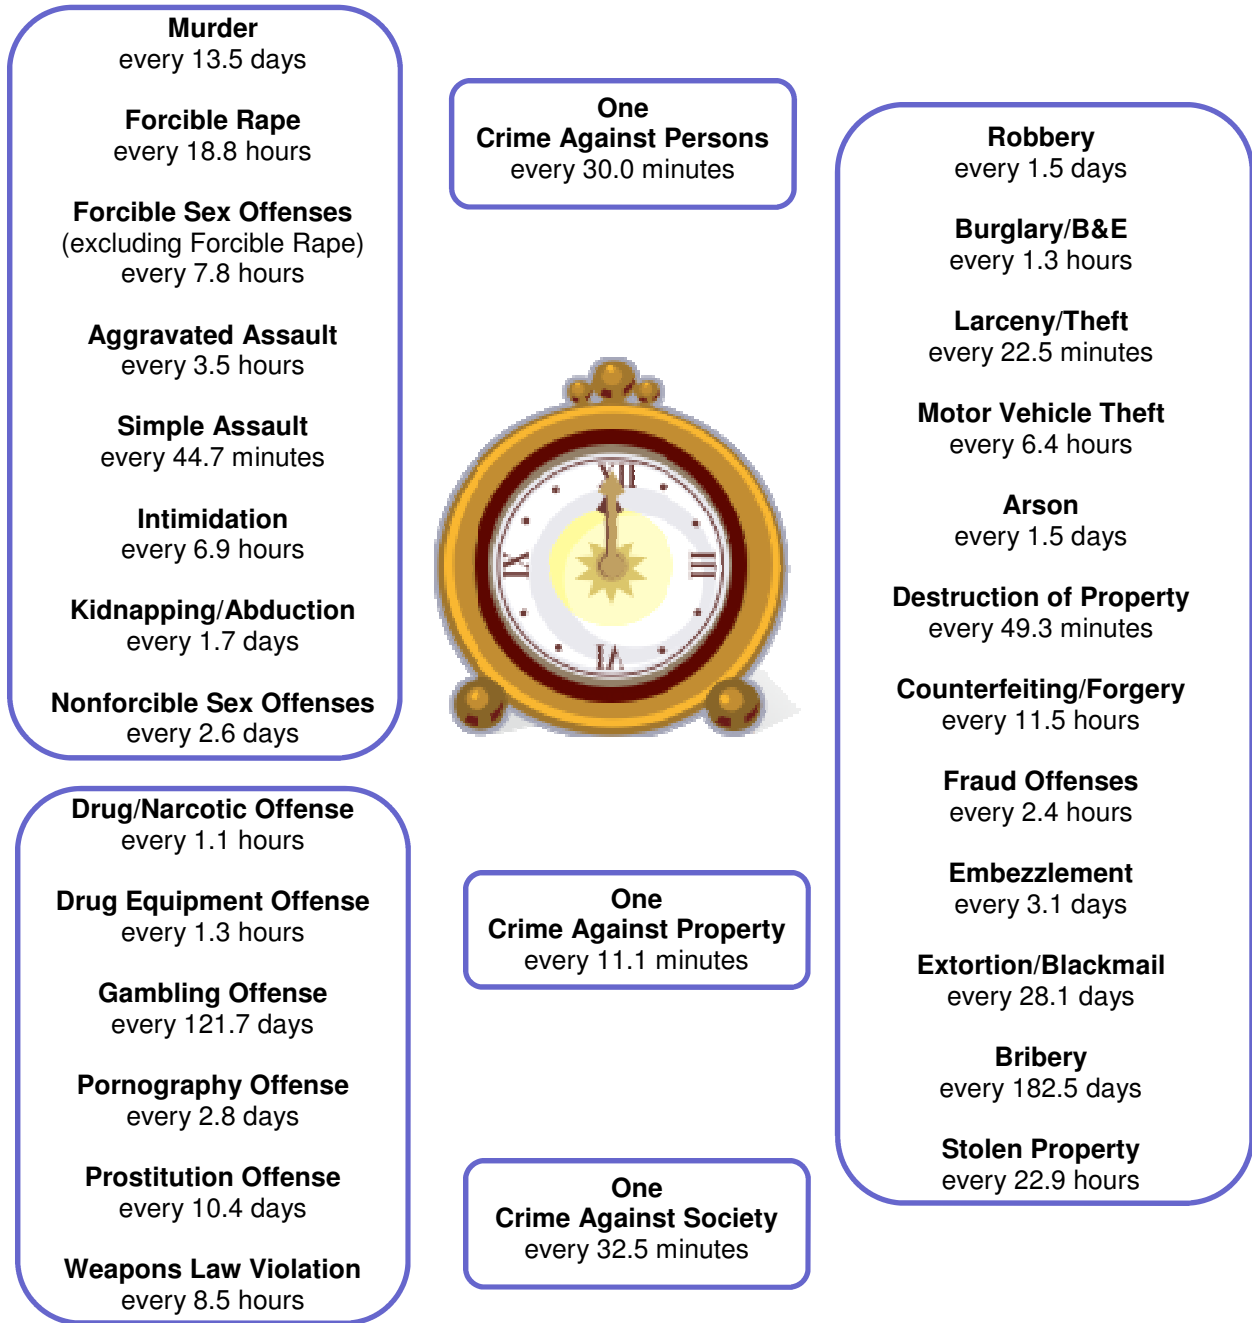 Murder
every 13.5 days
Forcible Rape
every 18.8 hours
Forcible Sex Offenses
(excluding Forcible Rape)
every 7.8 hours
Aggravated Assault
every 3.5 hours
Simple Assault
every 44.7 minutes
Intimidation
every 6.9 hours
Kidnapping/Abduction
every 1.7 days
Nonforcible Sex Offenses
every 2.6 days
One
Crime Against Persons
every 30.0 minutes
XII
III
VI
IX
Robbery
every 1.5 days
Burglary/B&E
every 1.3 hours
Larceny/Theft
every 22.5 minutes
Motor Vehicle Theft
every 6.4 hours
Arson
every 1.5 days
Destruction of Property
every 49.3 minutes
Counterfeiting/Forgery
every 11.5 hours
Fraud Offenses
every 2.4 hours
Embezzlement
every 3.1 days
Extortion/Blackmail
every 28.1 days
Bribery
every 182.5 days
Stolen Property
every 22.9 hours
Drug/Narcotic Offense
every 1.1 hours
Drug Equipment Offense
every 1.3 hours
Gambling Offense
every 121.7 days
Pornography Offense
every 2.8 days
Prostitution Offense
every 10.4 days
Weapons Law Violation
every 8.5 hours
One
Crime Against Property
every 11.1 minutes
One
Crime Against Society
every 32.5 minutes